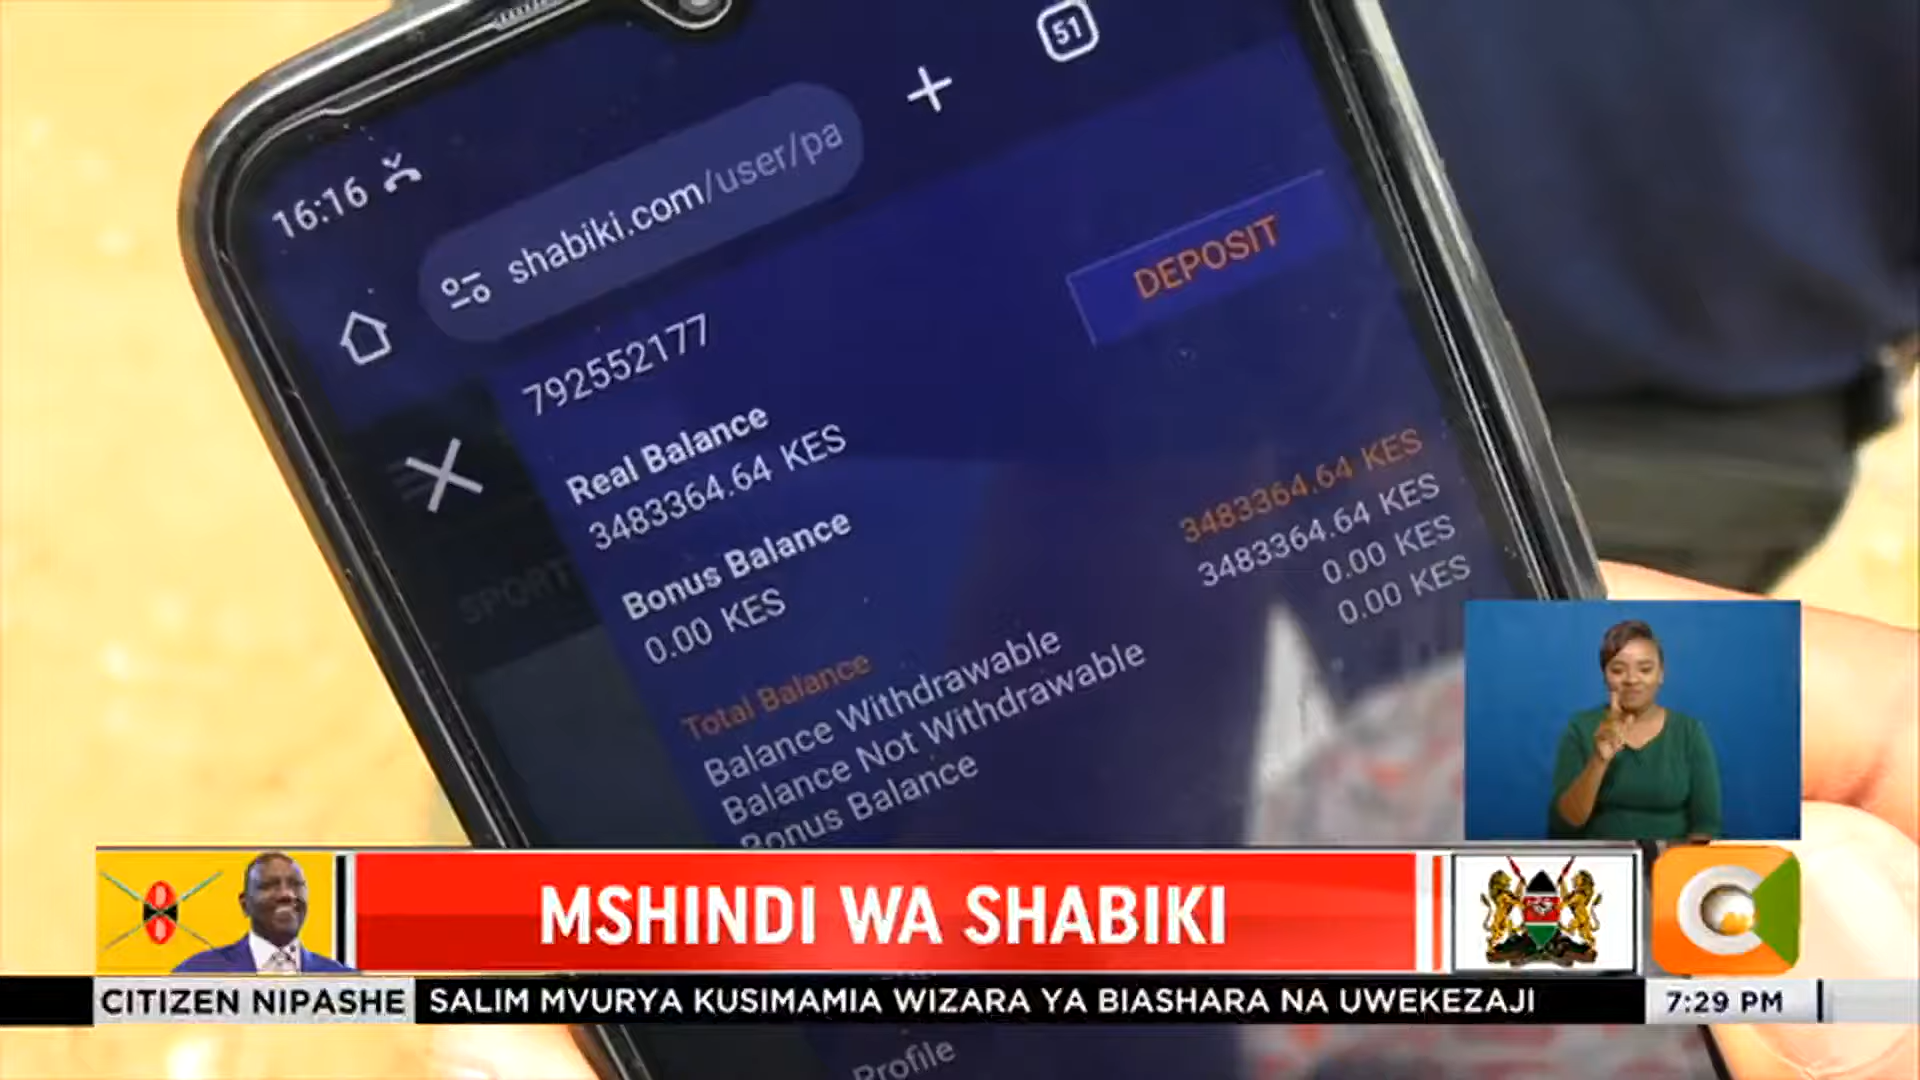 51
16:16
shabiki.com/user/pa
DEPOSIT
792552177
Real Balance
3483364.64 KES
Bonus Balance
0.00 KES
SPORT
Total Balance
3483364.64 KES
Balance Withdrawable
3483364.64 KES
Balance Not Withdrawable
0.00 KES
Bonus Balance
0.00 KES
MSHINDI WA SHABIKI
CITIZEN NIPASHE
SALIM MVURYA KUSIMAMIA WIZARA YA BIASHARA NA UWEKEZAJI
7:29 PM
Profile